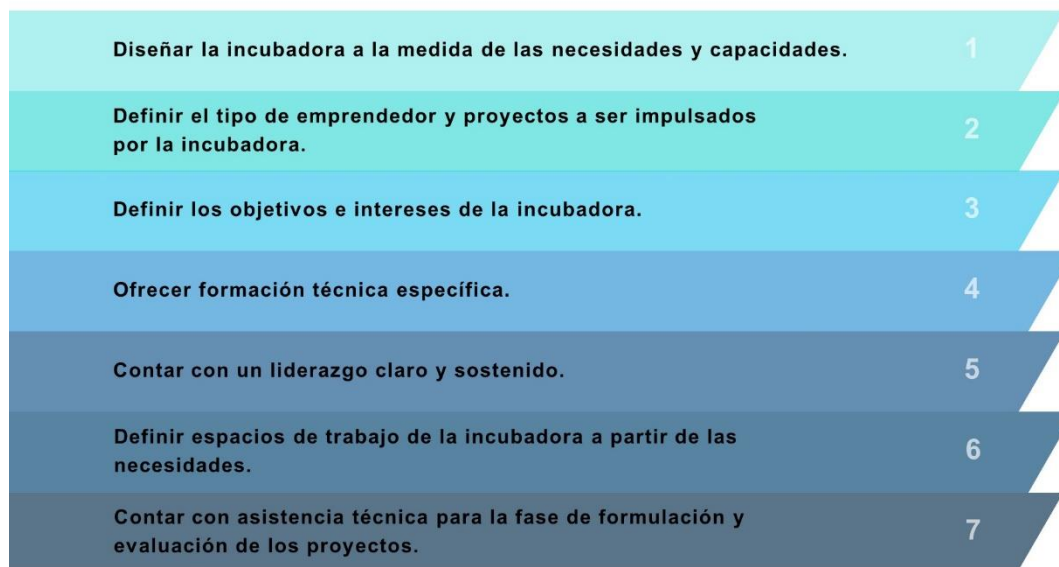 Diseñar la incubadora a la medida de las necesidades y capacidades. 1
Definir el tipo de emprendedor y proyectos a ser impulsados
por la incubadora. 2
Definir los objetivos e intereses de la incubadora. 3
Ofrecer formación técnica específica. 4
Contar con un liderazgo claro y sostenido. 5
Definir espacios de trabajo de la incubadora a partir de las
necesidades. 6
Contar con asistencia técnica para la fase de formulación y
evaluación de los proyectos. 7